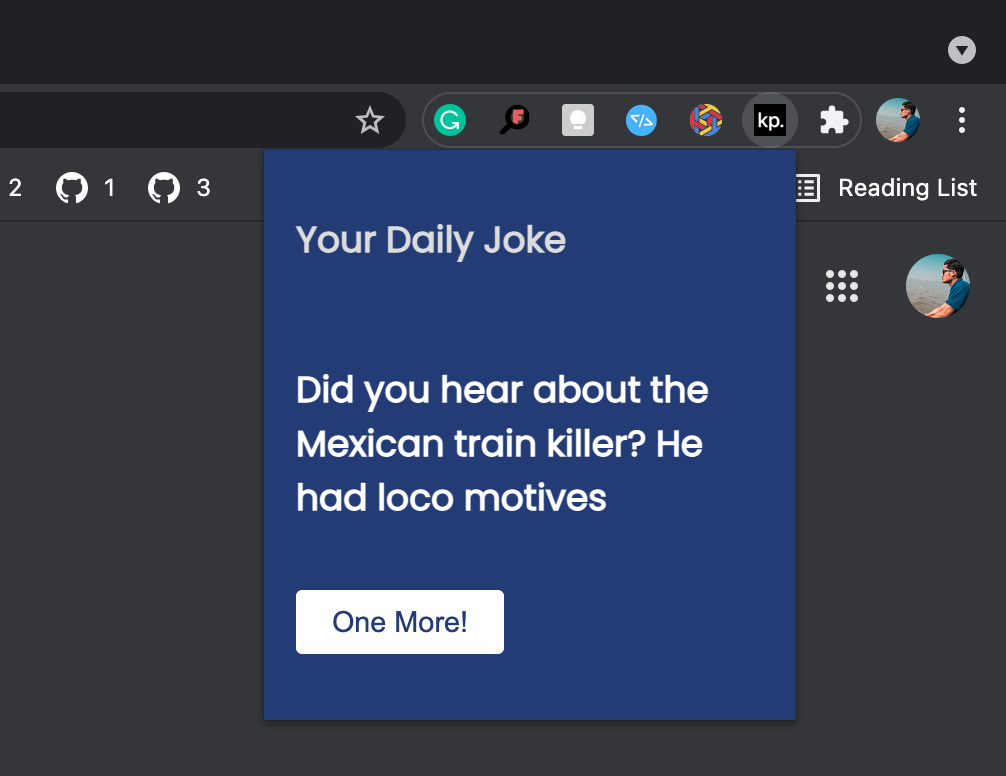 kp.
2 1 3 Reading List
Your Daily Joke
Did you hear about the
Mexican train killer? He
had loco motives
One More!